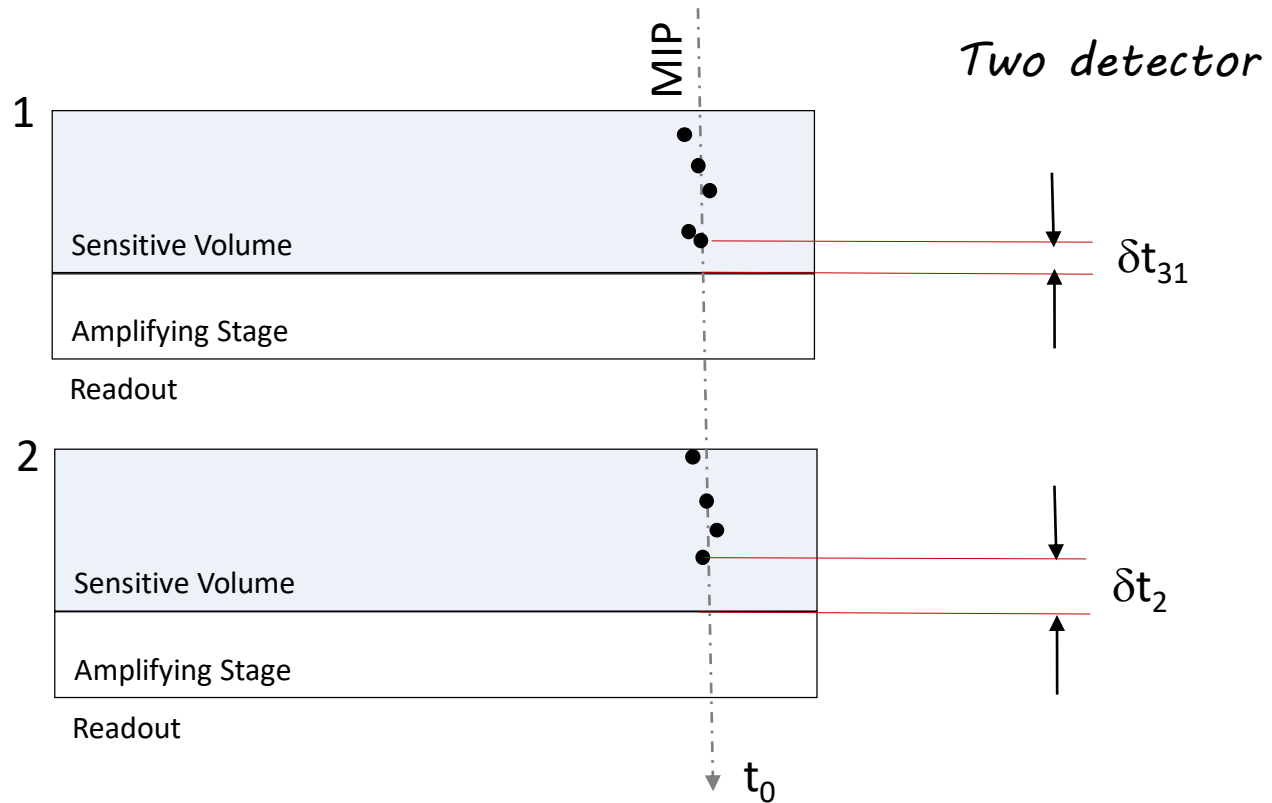 MIP
Two detector
1
Sensitive Volume
δt31
Amplifying Stage
Readout
2
Sensitive Volume
δt2
Amplifying Stage
Readout
t0